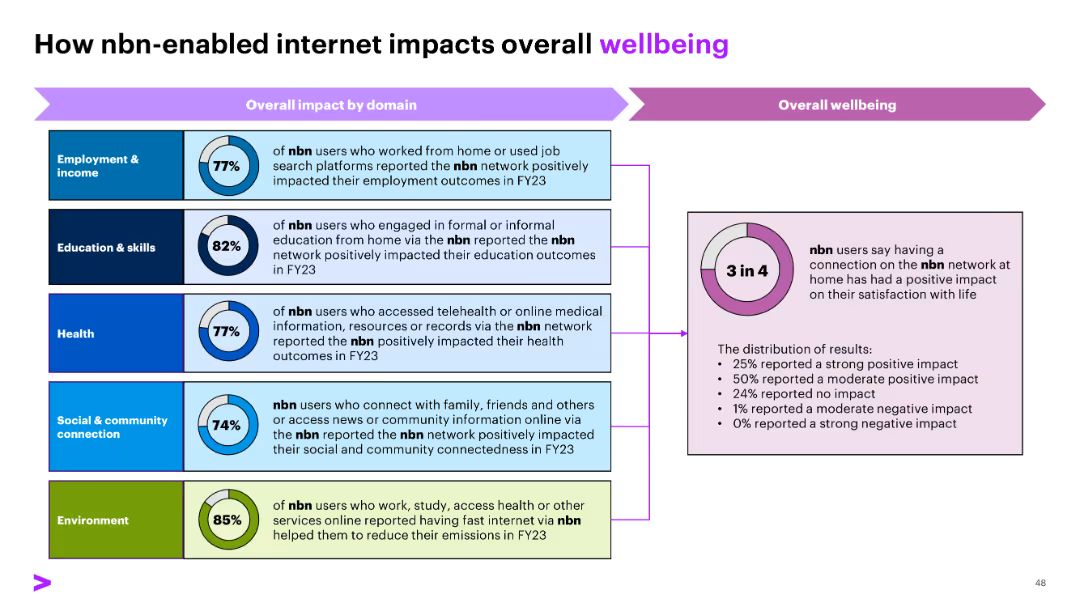 How nbn-enabled internet impacts overall wellbeing
Overall impact by domain
Overall wellbeing
Employment &
income
77%
of nbn users who worked from home or used job
search platforms reported the nbn network positively
impacted their employment outcomes in FY23
Education & skills
82%
of nbn users who engaged in formal or informal
education from home via the nbn reported the nbn
network positively impacted their education outcomes
in FY23
Health
77%
of nbn users who accessed telehealth or online medical
information, resources or records via the nbn network
reported the nbn positively impacted their health
outcomes in FY23
Social & community
connection
74%
nbn users who connect with family, friends and others
or access news or community information online via
the nbn reported the nbn network positively impacted
their social and community connectedness in FY23
Environment
85%
of nbn users who work, study, access health or other
services online reported having fast internet via nbn
helped them to reduce their emissions in FY23
3 in 4
nbn users say having a
connection on the nbn network at
home has had a positive impact
on their satisfaction with life
The distribution of results:
• 25% reported a strong positive impact
• 50% reported a moderate positive impact
• 24% reported no impact
• 1% reported a moderate negative impact
• 0% reported a strong negative impact
48